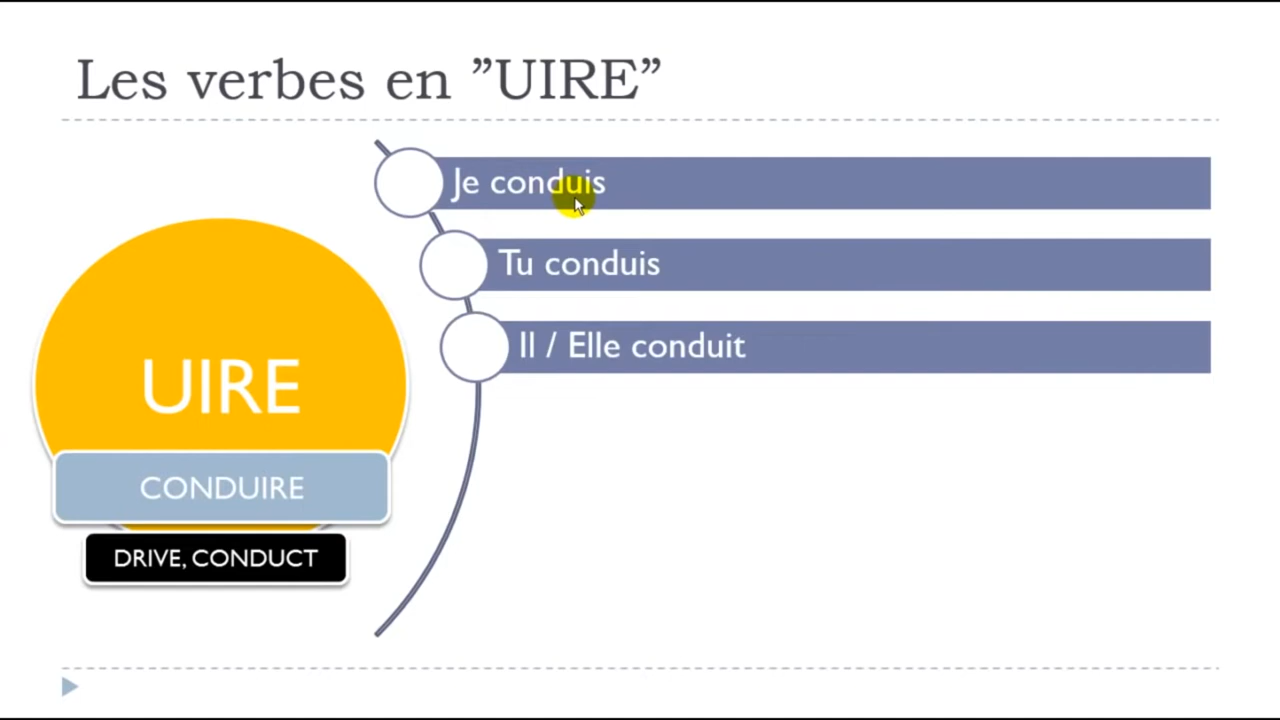 Les verbes en ”UIRE”
Je conduis
Tu conduis
Il / Elle conduit
UIRE
CONDUIRE
DRIVE, CONDUCT